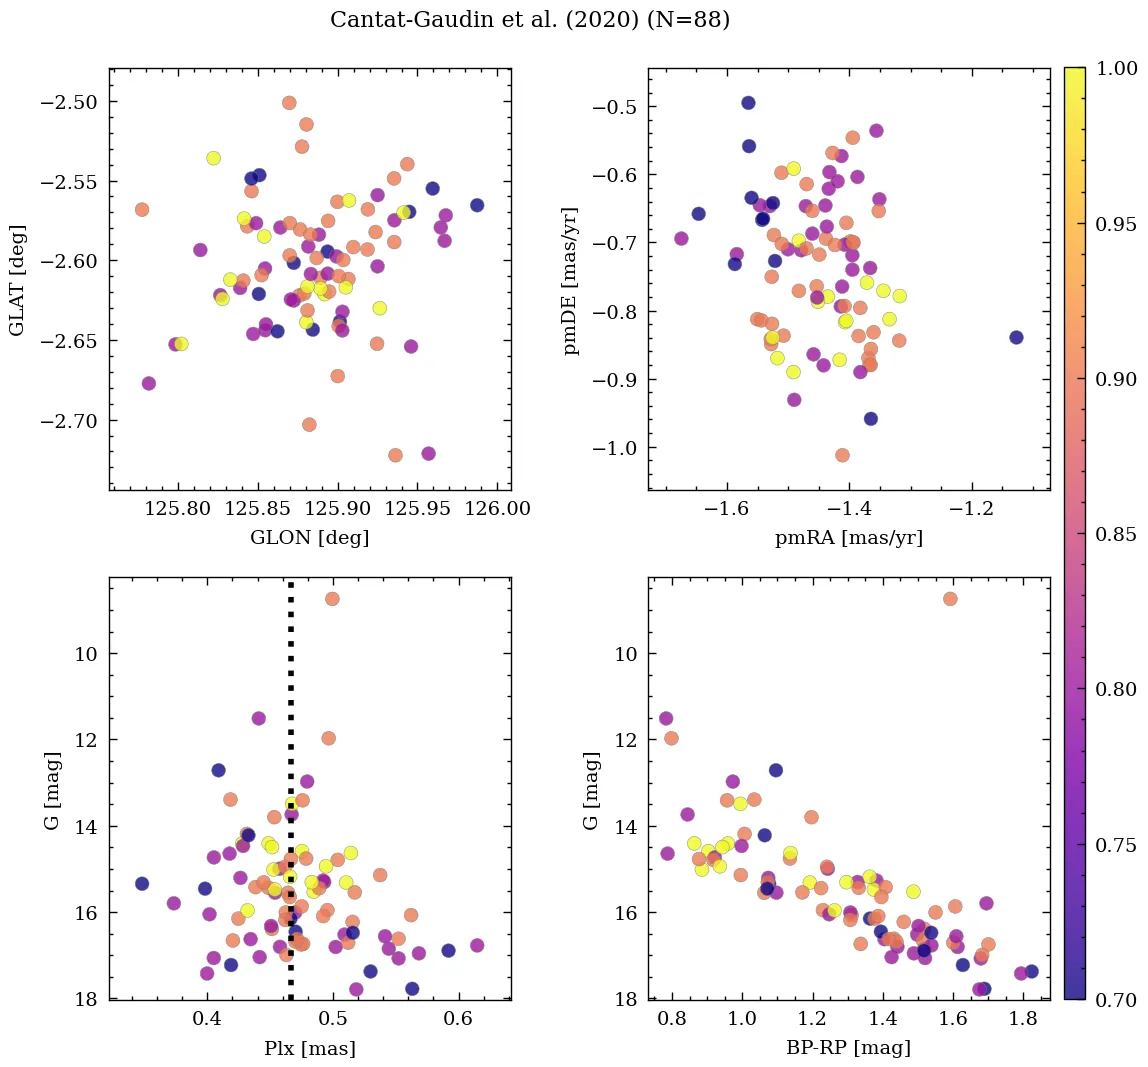 Cantat-Gaudin et al. (2020) (N=88)
−2.50
−2.55
−2.60
−2.65
−2.70
GLAT [deg]
125.80 125.85 125.90 125.95 126.00
GLON [deg]
−0.5
−0.6
−0.7
−0.8
−0.9
−1.0
pmDE [mas/yr]
−1.6 −1.4 −1.2
pmRA [mas/yr]
10
12
14
16
18
G [mag]
0.4 0.5 0.6
Plx [mas]
10
12
14
16
18
G [mag]
0.8 1.0 1.2 1.4 1.6 1.8
BP-RP [mag]
1.00
0.95
0.90
0.85
0.80
0.75
0.70